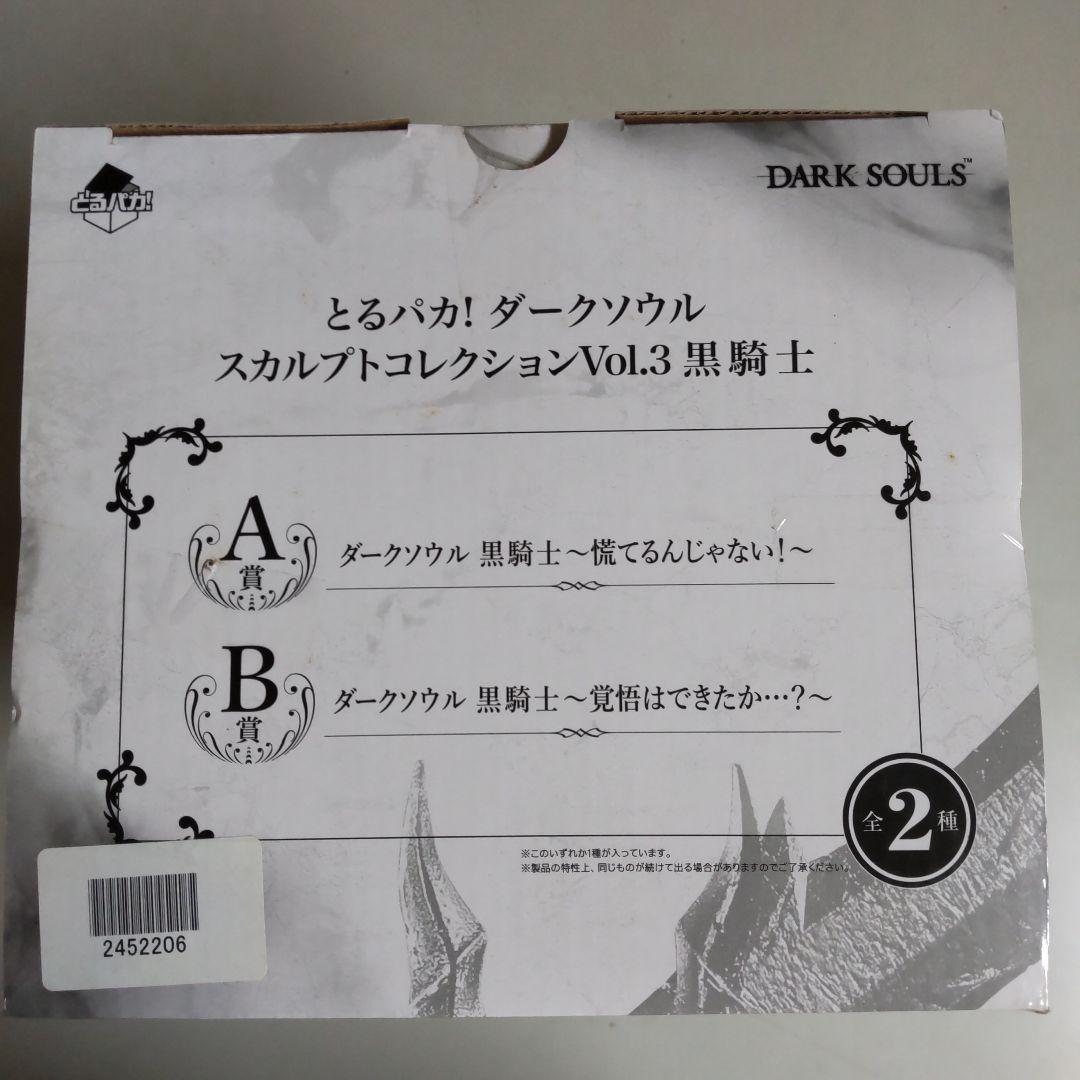 とるパカ!
DARK SOULS™
とるパカ! ダークソウル
スカルプトコレクションVol.3 黒騎士
A賞
ダークソウル 黒騎士～慌てるんじゃない!～
B賞
ダークソウル 黒騎士～覚悟はできたか…?～
全2種
※このいずれか1種が入っています。
※製品の特性上、同じものが続けて出る場合がありますのでご了承ください。
2452206